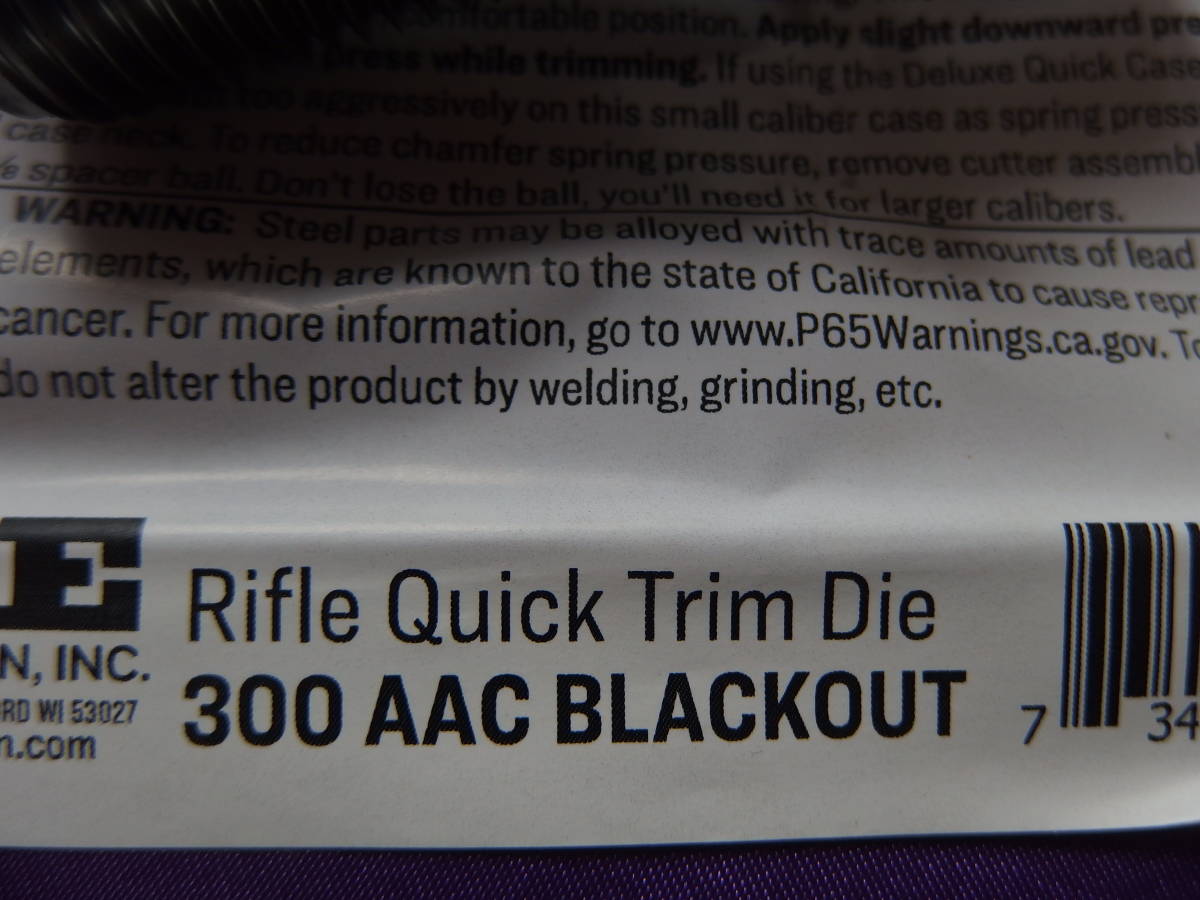 comfortable position. Apply slight downward pre
press while trimming. If using the Deluxe Quick Case
too aggressively on this small caliber case as spring press
case neck. To reduce chamfer spring pressure, remove cutter assembl
spacer ball. Don't lose the ball, you'll need it for larger calibers.
WARNING: Steel parts may be alloyed with trace amounts of lead
elements, which are known to the state of California to cause repr
cancer. For more information, go to www.P65Warnings.ca.gov. To
do not alter the product by welding, grinding, etc.
E
N, INC.
RD WI 53027
n.com
Rifle Quick Trim Die
300 AAC BLACKOUT
7 34